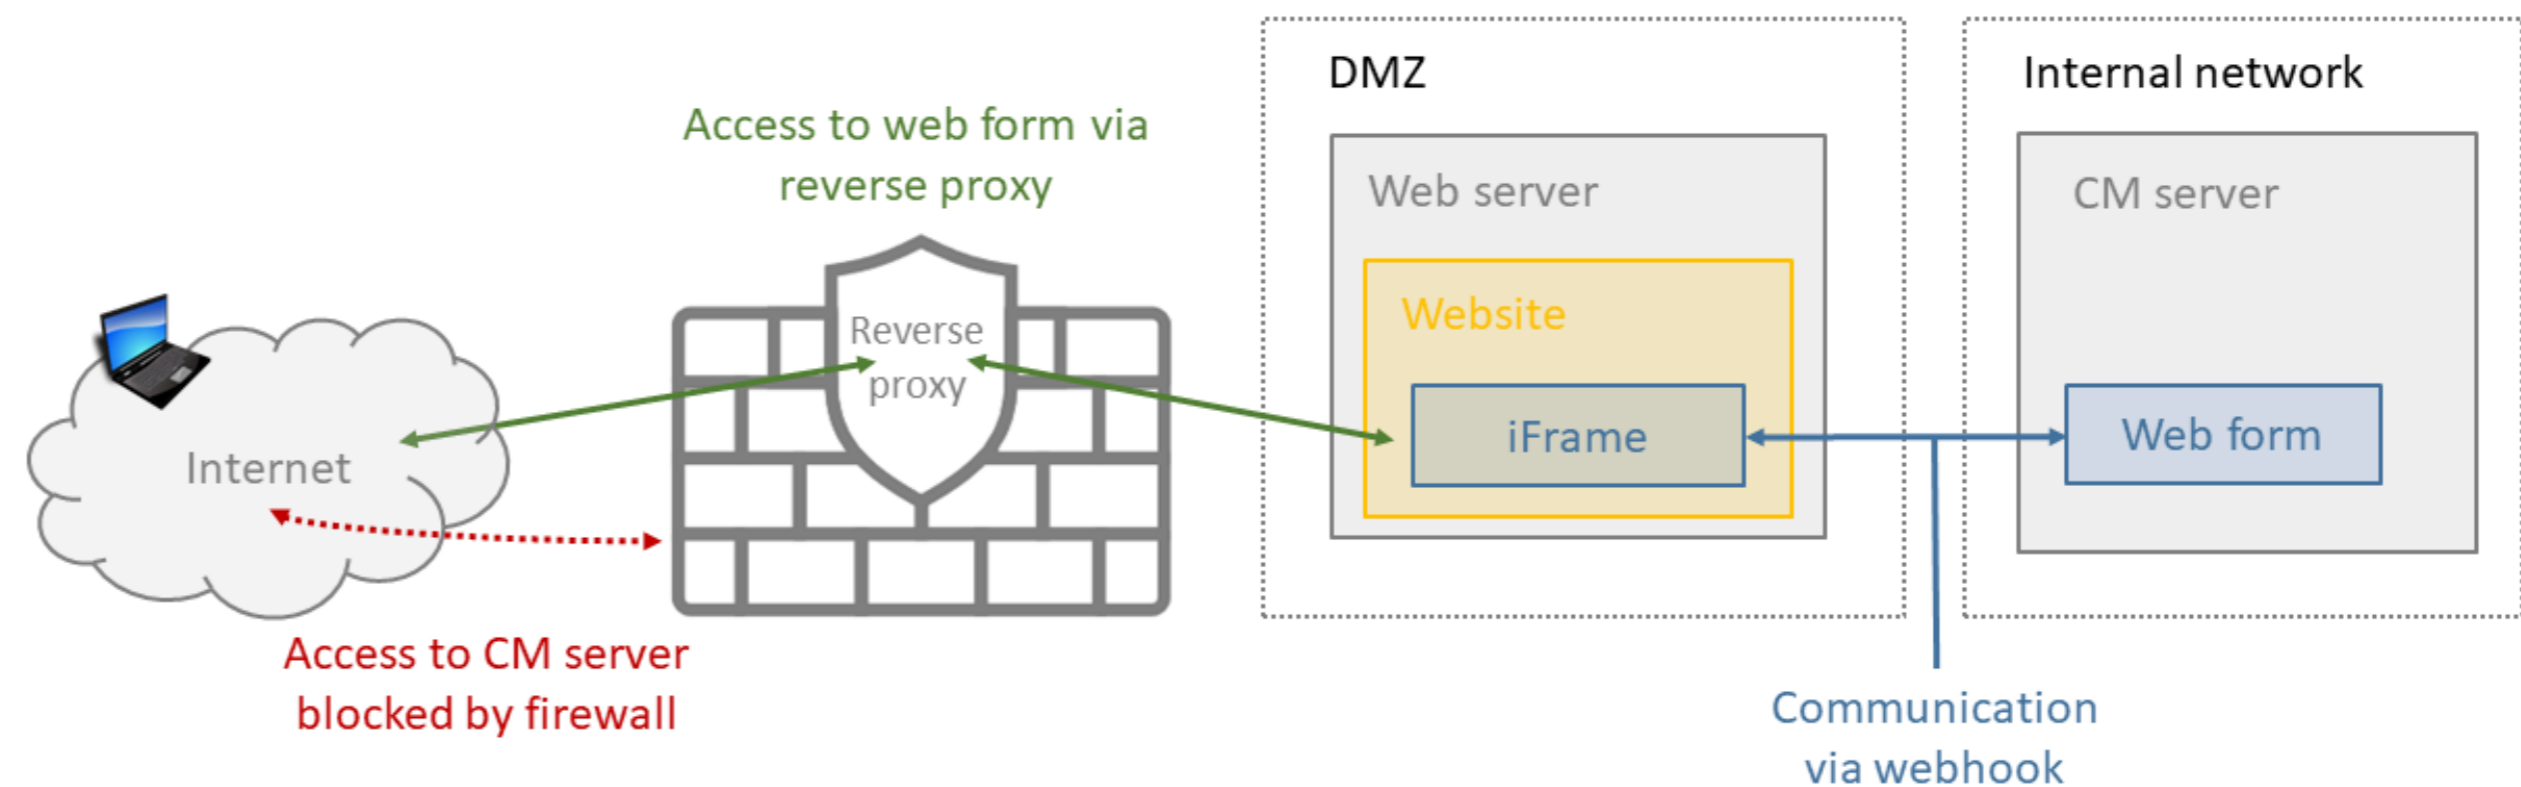 DMZ
Internal network
Access to web form via
reverse proxy
Web server
CM server
Website
Reverse
proxy
iFrame
Web form
Internet
Access to CM server
blocked by firewall
Communication
via webhook